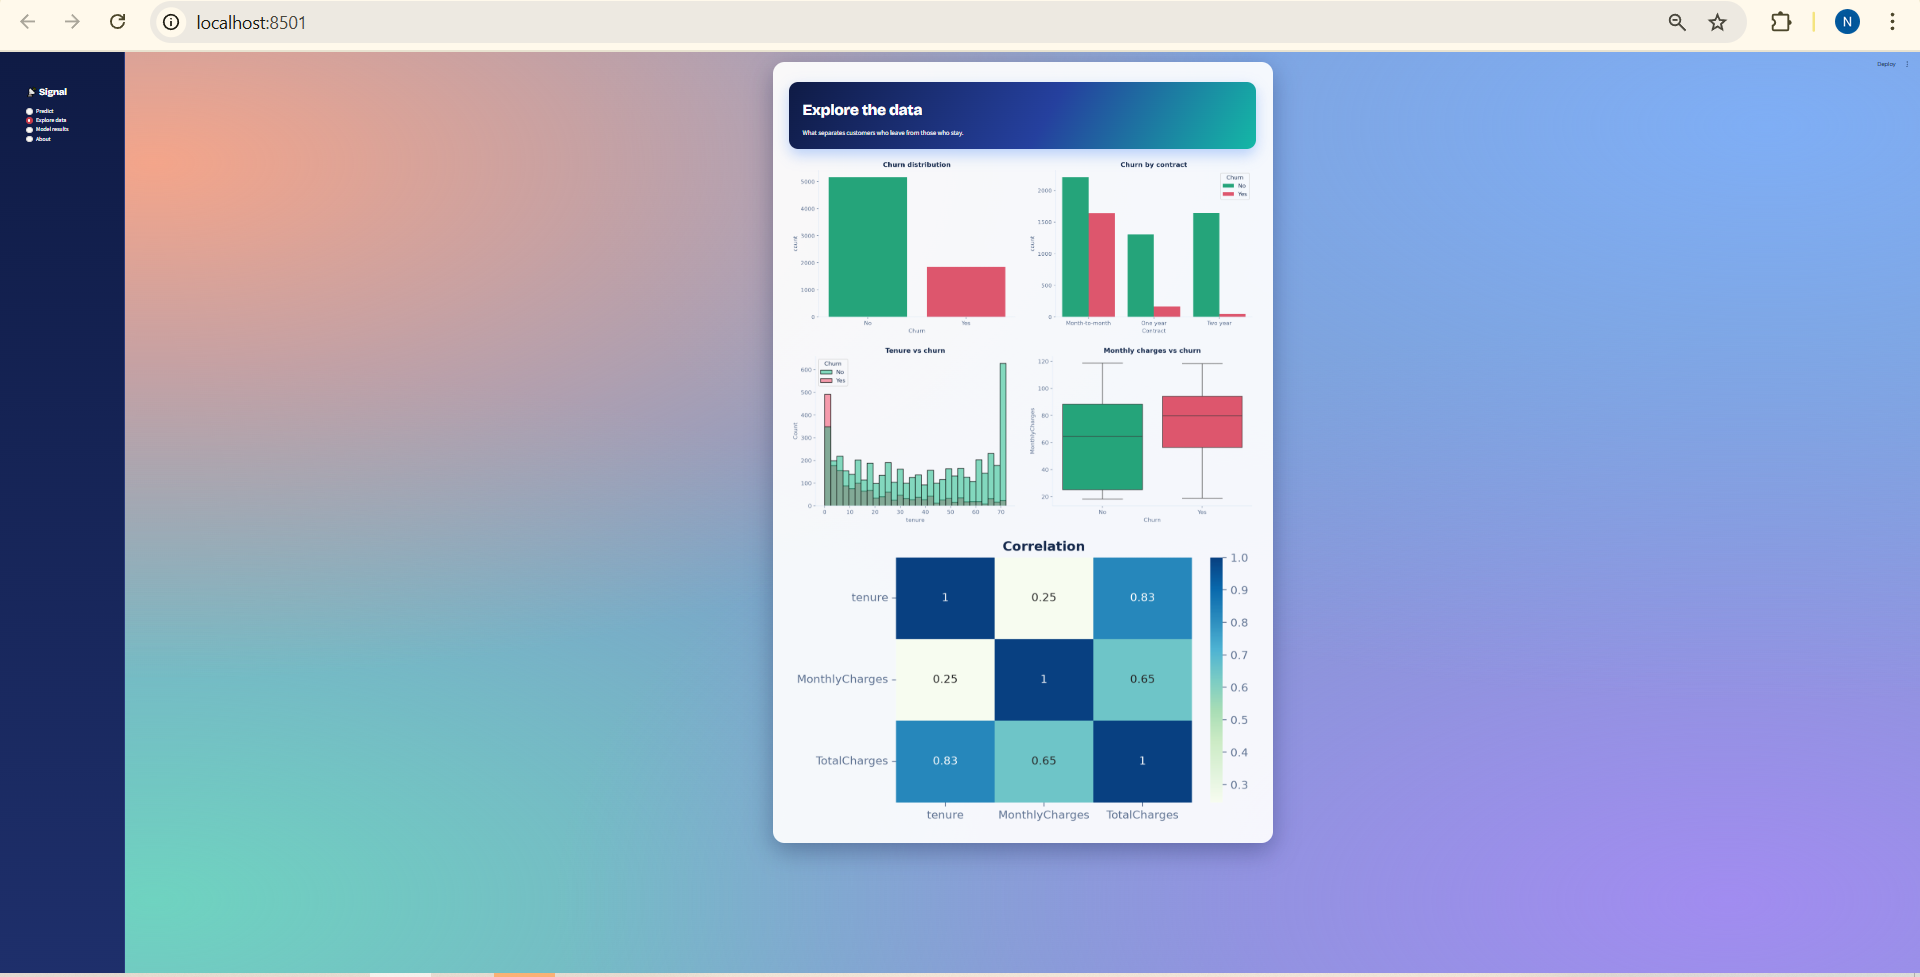 localhost:8501
N
Deploy
Signal
Predict
Explore data
Model results
About
Explore the data
What separates customers who leave from those who stay.
Churn distribution
count
5000
4000
3000
2000
1000
0
No
Yes
Churn
Churn by contract
Churn
No
Yes
count
2000
1500
1000
500
0
Month-to-month
One year
Two year
Contract
Tenure vs churn
Churn
No
Yes
Count
600
500
400
300
200
100
0
0 10 20 30 40 50 60 70
tenure
Monthly charges vs churn
MonthlyCharges
120
100
80
60
40
20
No
Yes
Churn
Correlation
tenure
1 0.25 0.83
MonthlyCharges
0.25 1 0.65
TotalCharges
0.83 0.65 1
tenure MonthlyCharges TotalCharges
1.0
0.9
0.8
0.7
0.6
0.5
0.4
0.3